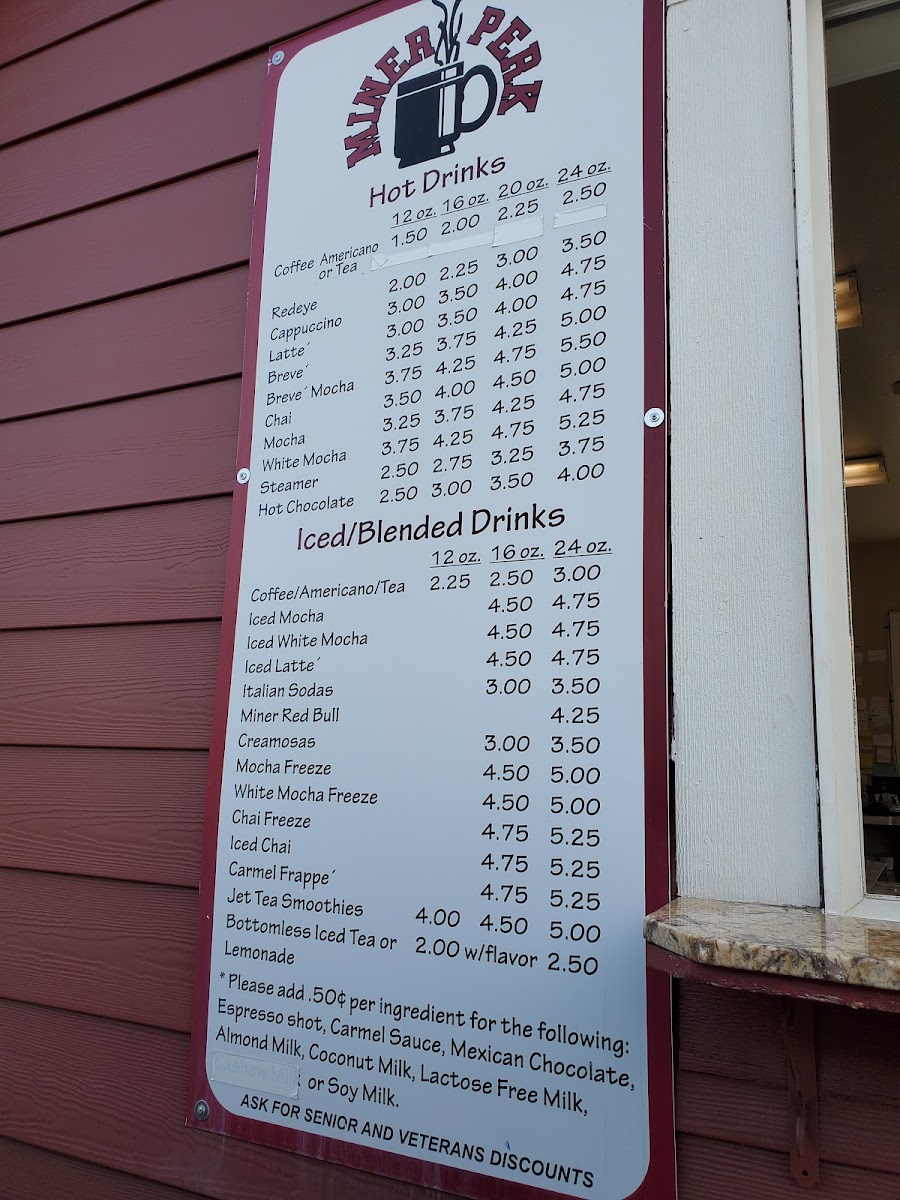 MINER PERK
Hot Drinks
12 oz. 16 oz. 20 oz. 24 oz.
Coffee Americano 1.50 2.00 2.25 2.50
or Tea
Redeye 2.00 2.25 3.00 3.50
Cappuccino 3.00 3.50 4.00 4.75
Latte´ 3.00 3.50 4.00 4.75
Breve´ 3.25 3.75 4.25 5.00
Breve´ Mocha 3.75 4.25 4.75 5.50
Chai 3.50 4.00 4.50 5.00
Mocha 3.25 3.75 4.25 4.75
White Mocha 3.75 4.25 4.75 5.25
Steamer 2.50 2.75 3.25 3.75
Hot Chocolate 2.50 3.00 3.50 4.00
Iced/Blended Drinks
12 oz. 16 oz. 24 oz.
Coffee/Americano/Tea 2.25 2.50 3.00
Iced Mocha 4.50 4.75
Iced White Mocha 4.50 4.75
Iced Latte´ 4.50 4.75
Italian Sodas 3.00 3.50
Miner Red Bull 4.25
Creamosas 3.00 3.50
Mocha Freeze 4.50 5.00
White Mocha Freeze 4.50 5.00
Chai Freeze 4.75 5.25
Iced Chai 4.75 5.25
Carmel Frappe´ 4.75 5.25
Jet Tea Smoothies 4.00 4.50 5.00
Bottomless Iced Tea or 2.00 w/flavor 2.50
Lemonade
* Please add .50¢ per ingredient for the following:
Espresso shot, Carmel Sauce, Mexican Chocolate,
Almond Milk, Coconut Milk, Lactose Free Milk,
Cashew Milk or Soy Milk.
ASK FOR SENIOR AND VETERANS DISCOUNTS